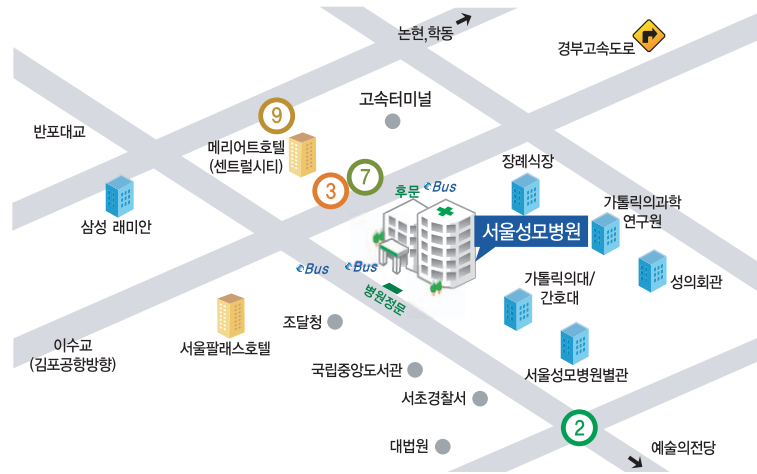 논현,학동
경부고속도로
고속터미널
9
반포대교
메리어트호텔
(센트럴시티)
장례식장
7
3
후문
Bus
가톨릭의과학
연구원
삼성 래미안
서울성모병원
Bus
Bus
병원정문
가톨릭의대/
간호대
성의회관
조달청
이수교
(김포공항방향)
서울팔래스호텔
국립중앙도서관
서울성모병원별관
서초경찰서
2
대법원
예술의전당